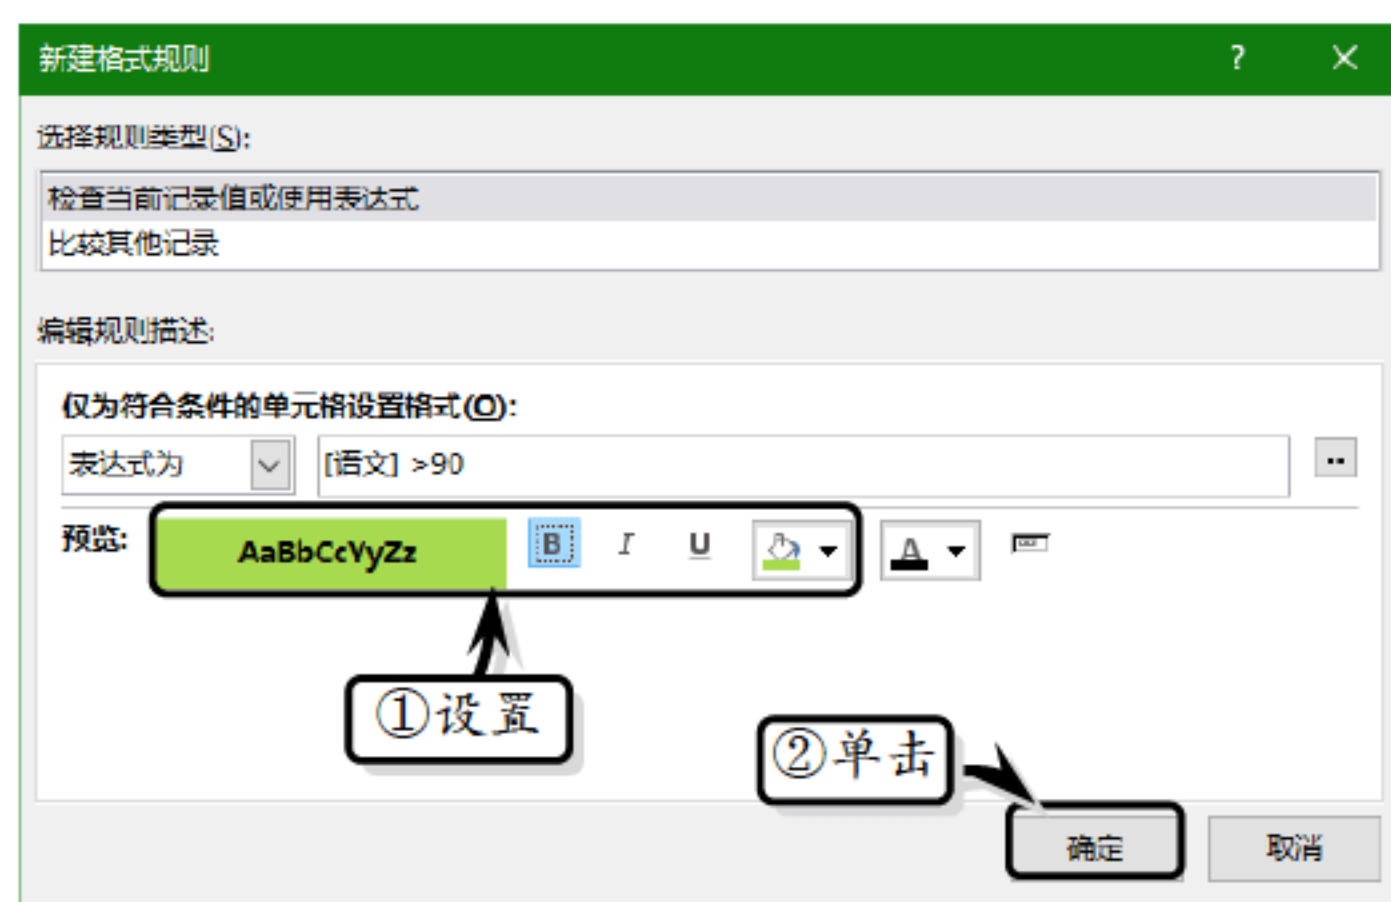 新建格式规则 ?
选择规则类型(S):
检查当前记录值或使用表达式
比较其他记录
编辑规则描述:
仅为符合条件的单元格设置格式(O):
表达式为 [语文] >90 ..
预览: AaBbCcYyZz B I U A
①设置
②单击
确定 取消